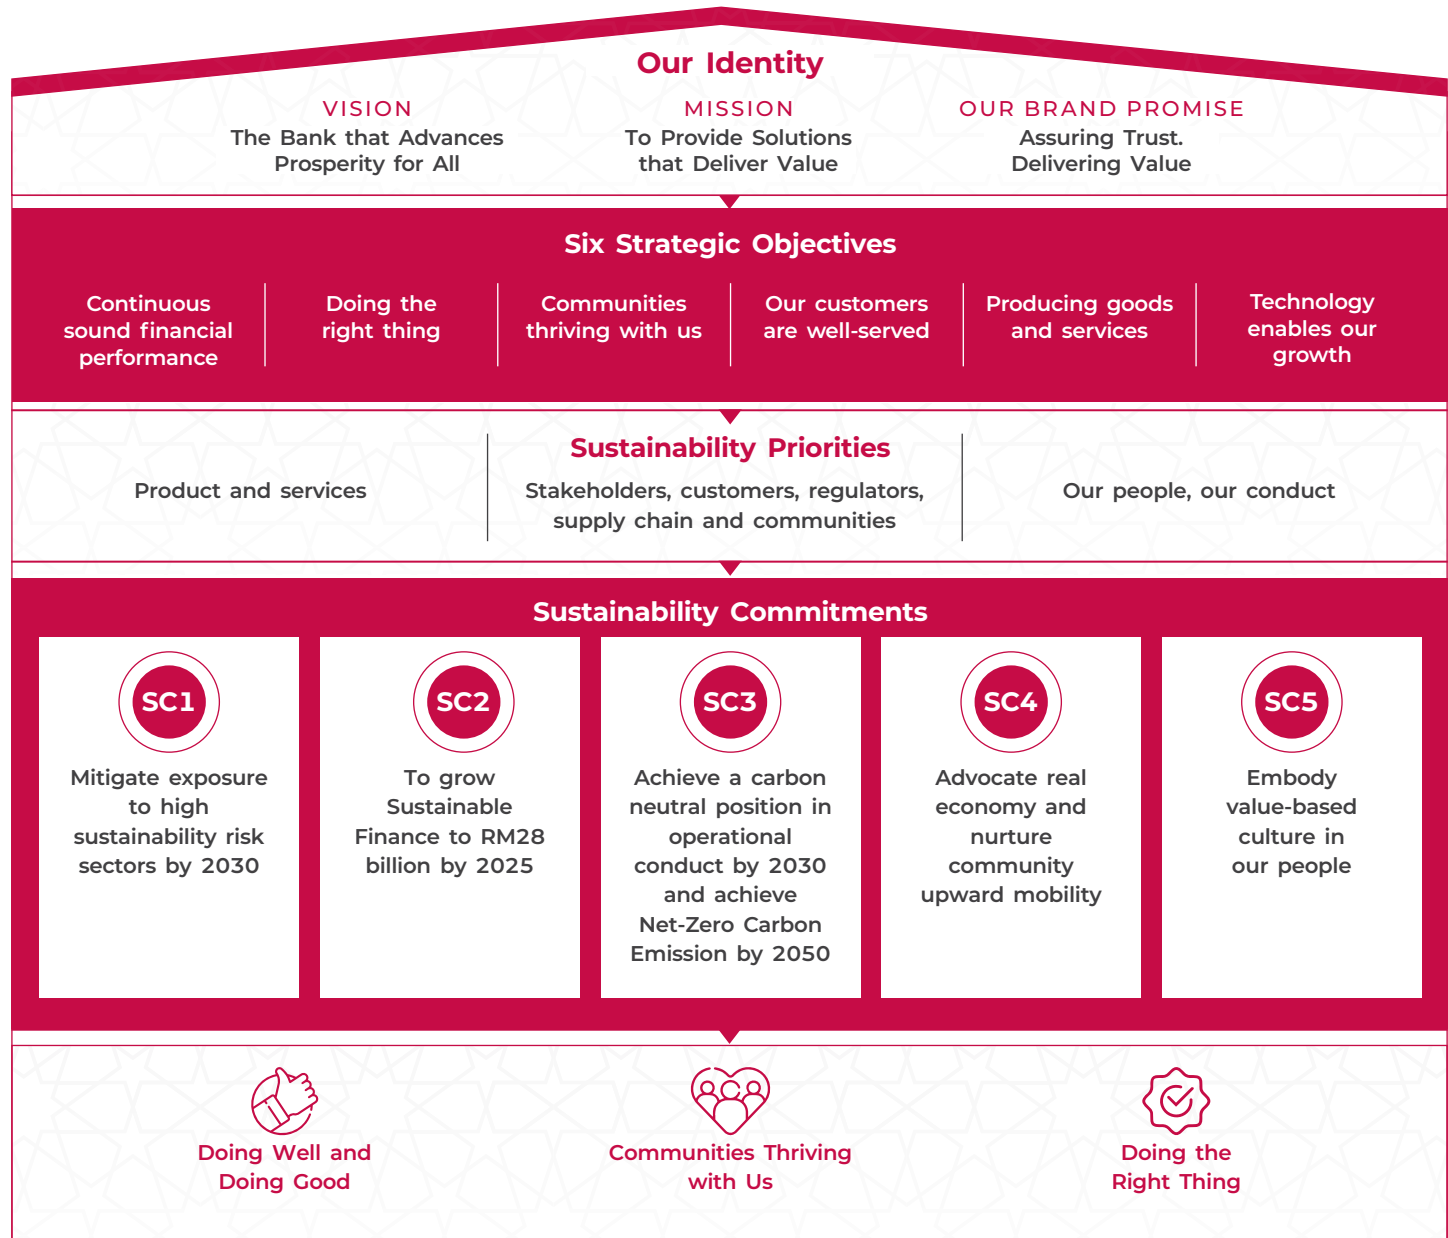 Our Identity
VISION
The Bank that Advances
Prosperity for All
MISSION
To Provide Solutions
that Deliver Value
OUR BRAND PROMISE
Assuring Trust.
Delivering Value
Six Strategic Objectives
Continuous
sound financial
performance
Doing the
right thing
Communities
thriving with us
Our customers
are well-served
Producing goods
and services
Technology
enables our
growth
Sustainability Priorities
Product and services
Stakeholders, customers, regulators,
supply chain and communities
Our people, our conduct
Sustainability Commitments
SC1
Mitigate exposure
to high
sustainability risk
sectors by 2030
SC2
To grow
Sustainable
Finance to RM28
billion by 2025
SC3
Achieve a carbon
neutral position in
operational
conduct by 2030
and achieve
Net-Zero Carbon
Emission by 2050
SC4
Advocate real
economy and
nurture
community
upward mobility
SC5
Embody
value-based
culture in
our people
Doing Well and
Doing Good
Communities Thriving
with Us
Doing the
Right Thing